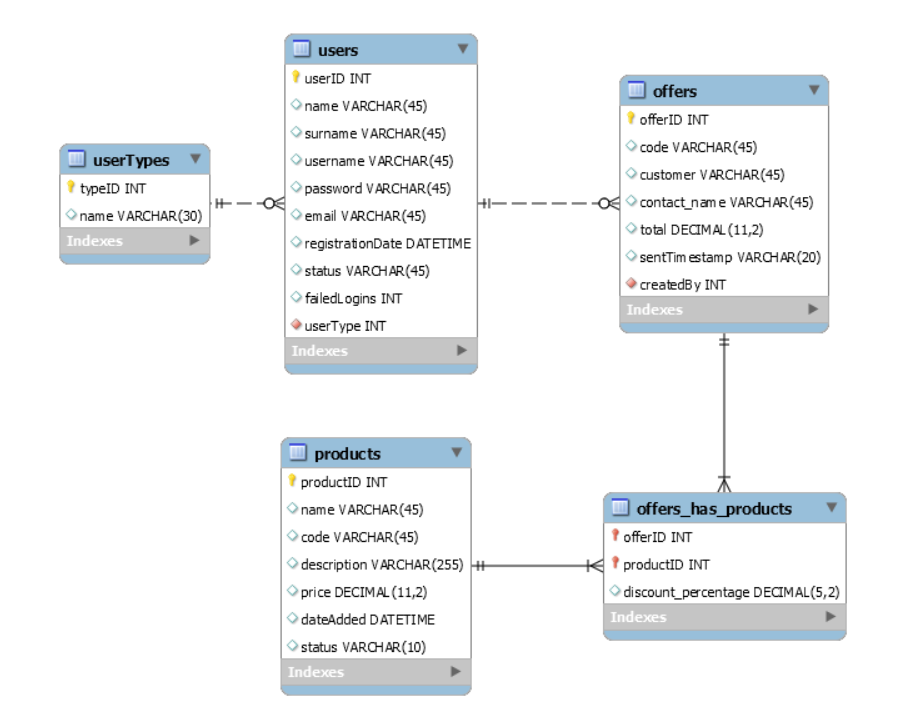 users
userID INT
name VARCHAR(45)
surname VARCHAR(45)
username VARCHAR(45)
password VARCHAR(45)
email VARCHAR(45)
registrationDate DATETIME
status VARCHAR(45)
failedLogins INT
userType INT
Indexes
offers
offerID INT
code VARCHAR(45)
customer VARCHAR(45)
contact_name VARCHAR(45)
total DECIMAL(11,2)
sentTimestamp VARCHAR(20)
createdBy INT
Indexes
userTypes
typeID INT
name VARCHAR(30)
Indexes
products
productID INT
name VARCHAR(45)
code VARCHAR(45)
description VARCHAR(255)
price DECIMAL(11,2)
dateAdded DATETIME
status VARCHAR(10)
Indexes
offers_has_products
offerID INT
productID INT
discount_percentage DECIMAL(5,2)
Indexes